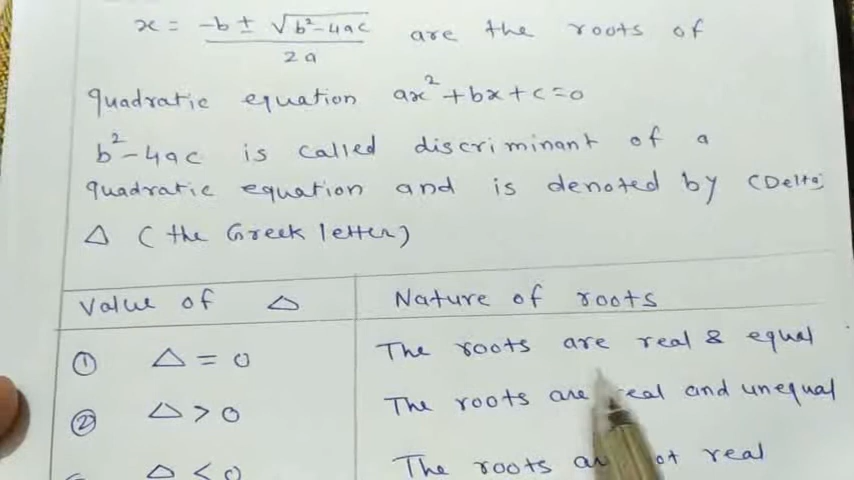 x = -b ± √b²-4ac / 2a are the roots of
quadratic equation ax² + bx + c = 0
b² - 4ac is called discriminant of a
quadratic equation and is denoted by (Delta)
Δ (the Greek letter)
Value of Δ Nature of roots
① Δ = 0 The roots are real & equal
② Δ > 0 The roots are real and unequal
Δ < 0 The roots not real